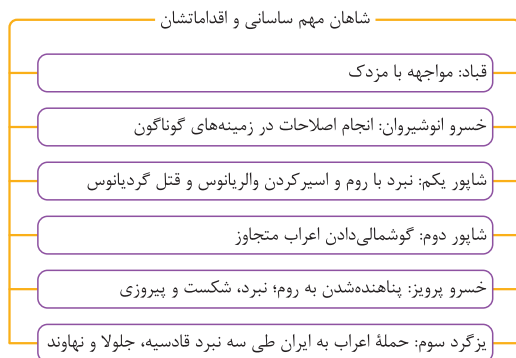 شاهان مهم ساسانی و اقداماتشان
قباد: مواجهه با مزدک
خسرو انوشیروان: انجام اصلاحات در زمینه‌های گوناگون
شاپور یکم: نبرد با روم و اسیرکردن والریانوس و قتل گردیانوس
شاپور دوم: گوشمالی‌دادن اعراب متجاوز
خسرو پرویز: پناهنده‌شدن به روم؛ نبرد، شکست و پیروزی
یزگرد سوم: حملهٔ اعراب به ایران طی سه نبرد قادسیه، جلولا و نهاوند